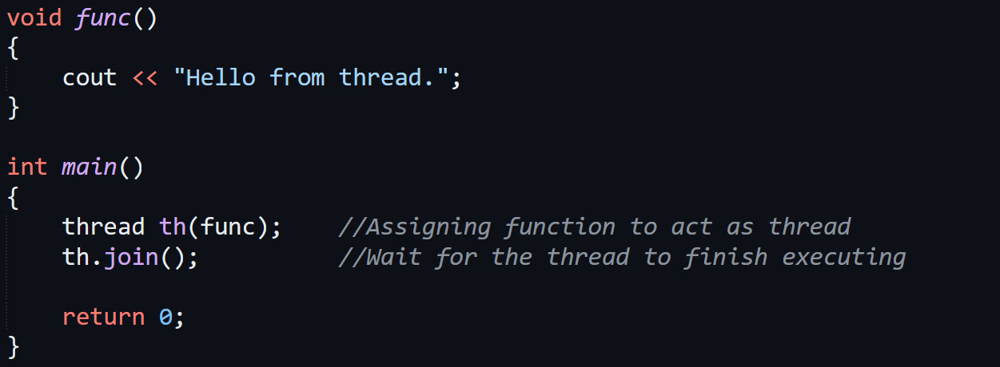 void func()
{
    cout << "Hello from thread.";
}
int main()
{
    thread th(func);    //Assigning function to act as thread
    th.join();          //Wait for the thread to finish executing
    return 0;
}